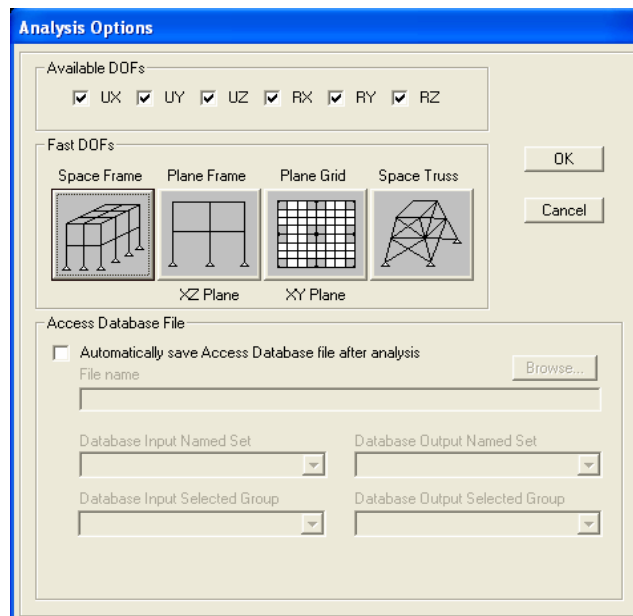 Analysis Options
Available DOFs
UX UY UZ RX RY RZ
Fast DOFs
Space Frame Plane Frame Plane Grid Space Truss
XZ Plane XY Plane
OK
Cancel
Access Database File
Automatically save Access Database file after analysis
File name
Browse...
Database Input Named Set Database Output Named Set
Database Input Selected Group Database Output Selected Group